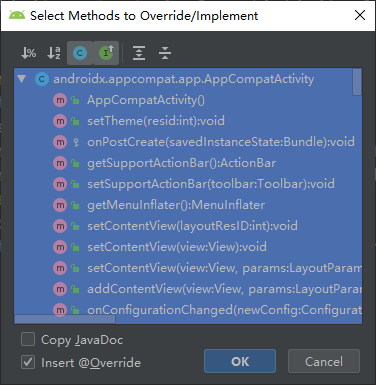 Select Methods to Override/Implement
androidx.appcompat.app.AppCompatActivity
AppCompatActivity()
setTheme(resid:int):void
onPostCreate(savedInstanceState:Bundle):void
getSupportActionBar():ActionBar
setSupportActionBar(toolbar:Toolbar):void
getMenuInflater():MenuInflater
setContentView(layoutResID:int):void
setContentView(view:View):void
setContentView(view:View, params:LayoutParam
addContentView(view:View, params:LayoutParam
onConfigurationChanged(newConfig:Configurat
Copy JavaDoc
Insert @Override
OK
Cancel